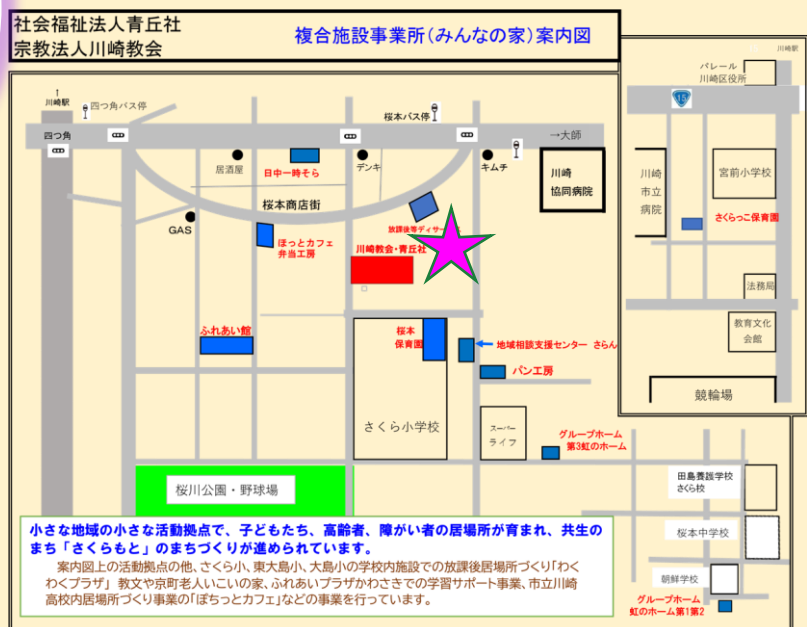 社会福祉法人青丘社
宗教法人川崎教会
複合施設事業所(みんなの家)案内図
↑
川崎駅
四つ角バス停
四つ角
桜本バス停
→大師
居酒屋
日中一時そら
デンキ
キムチ
川崎
協同病院
桜本商店街
GAS
ほっとカフェ
弁当工房
放課後等デイサー
川崎教会・青丘社
ふれあい館
桜本
保育園
地域相談支援センター さらん
パン工房
さくら小学校
スーパー
ライフ
グループホーム
第3虹のホーム
桜川公園・野球場
川崎駅
パレール
川崎区役所
15
川崎
市立
病院
宮前小学校
さくらっこ保育園
法務局
教育文化
会館
競輪場
田島養護学校
さくら校
桜本中学校
朝鮮学校
グループホーム
虹のホーム第1第2
小さな地域の小さな活動拠点で、子どもたち、高齢者、障がい者の居場所が育まれ、共生の
まち「さくらもと」のまちづくりが進められています。
案内図上の活動拠点の他、さくら小、東大島小、大島小の学校内施設での放課後居場所づくり「わく
わくプラザ」 教文や京町老人いこいの家、ふれあいプラザかわさきでの学習サポート事業、市立川崎
高校内居場所づくり事業の「ぽちっとカフェ」などの事業を行っています。